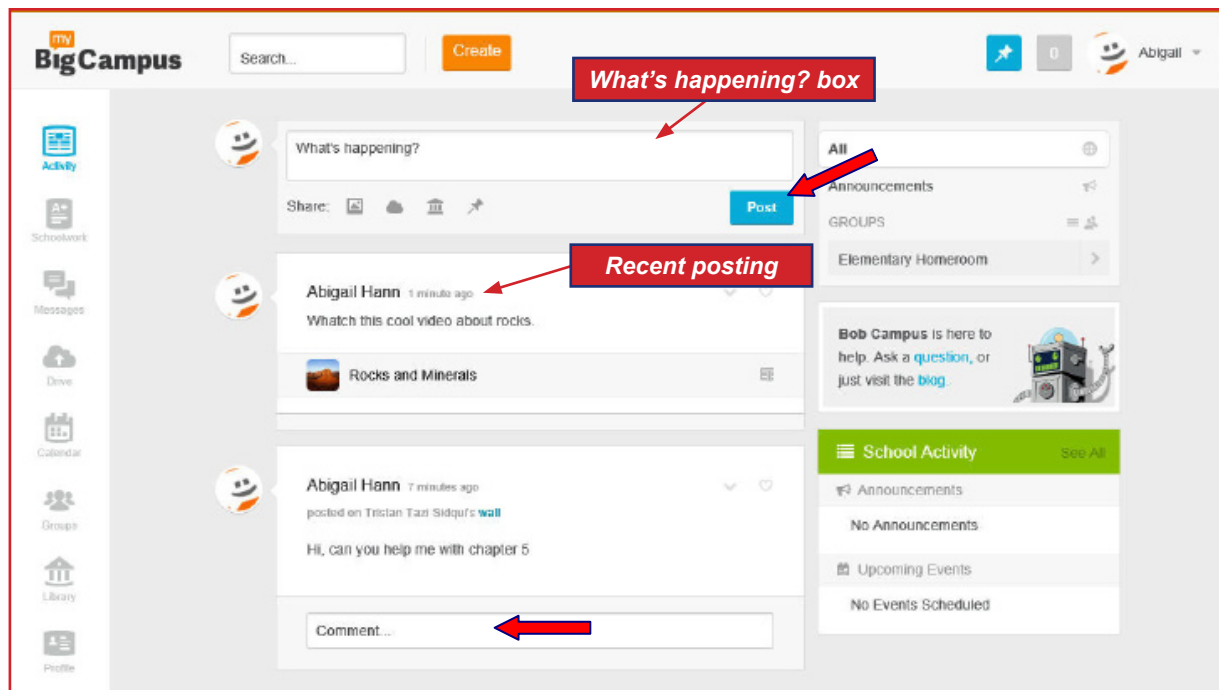 my
BigCampus
Search...
Create
0
Abigail
What's happening? box
Activity
Schoolwork
Messages
Drive
Calendar
Groups
Library
Profile
What's happening?
Share:
Post
Recent posting
Abigail Hann 1 minute ago
Whatch this cool video about rocks.
Rocks and Minerals
Abigail Hann 7 minutes ago
posted on Tristan Tazi Sidqui's wall
Hi, can you help me with chapter 5
Comment...
All
Announcements
GROUPS
Elementary Homeroom
Bob Campus is here to
help. Ask a question, or
just visit the blog.
School Activity See All
Announcements
No Announcements
Upcoming Events
No Events Scheduled